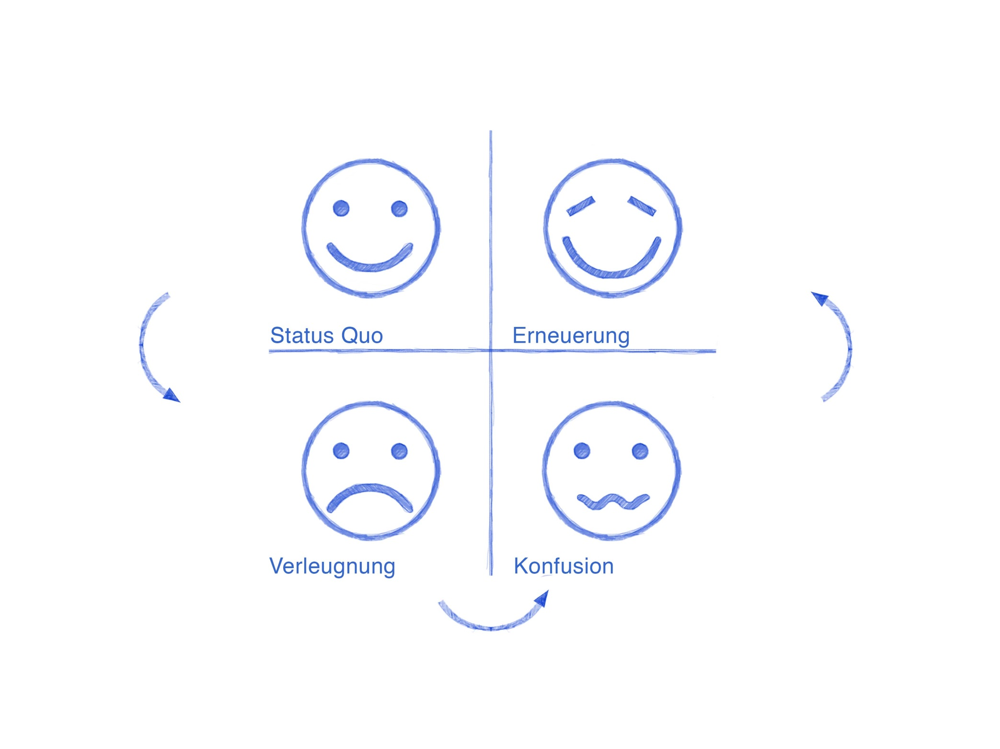 Status Quo
Erneuerung
Verleugnung
Konfusion